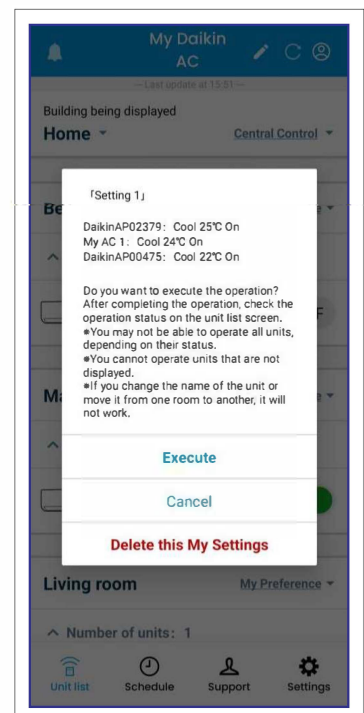 My Daikin
AC
— Last update at 15:51 —
Building being displayed
Home
Central Control
Be
「Setting 1」
DaikinAP02379: Cool 25℃ On
My AC 1: Cool 24℃ On
DaikinAP00475: Cool 22℃ On
Do you want to execute the operation?
After completing the operation, check the
operation status on the unit list screen.
※You may not be able to operate all units,
depending on their status.
※You cannot operate units that are not
displayed.
※If you change the name of the unit or
move it from one room to another, it will
not work.
Ma
Execute
Cancel
Delete this My Settings
Living room
My Preference
Number of units: 1
Unit list
Schedule
Support
Settings